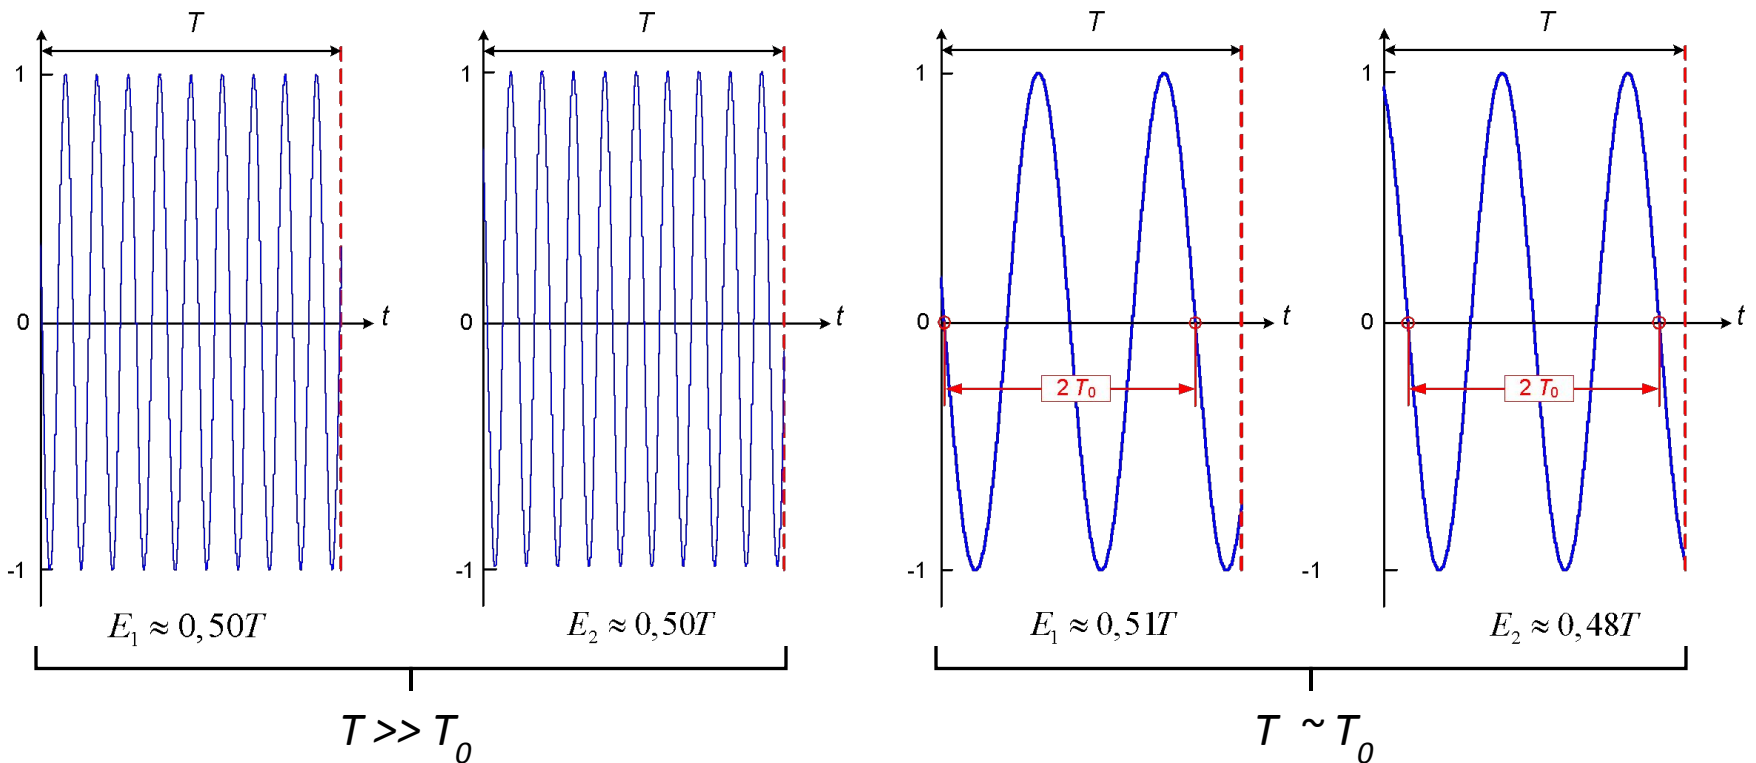 T
T
T
T
1
1
1
1
0
t
0
t
0
t
0
t
2 T₀
2 T₀
-1
-1
-1
-1
E₁ ≈ 0,50T
E₂ ≈ 0,50T
E₁ ≈ 0,51T
E₂ ≈ 0,48T
T >> T₀
T ~ T₀